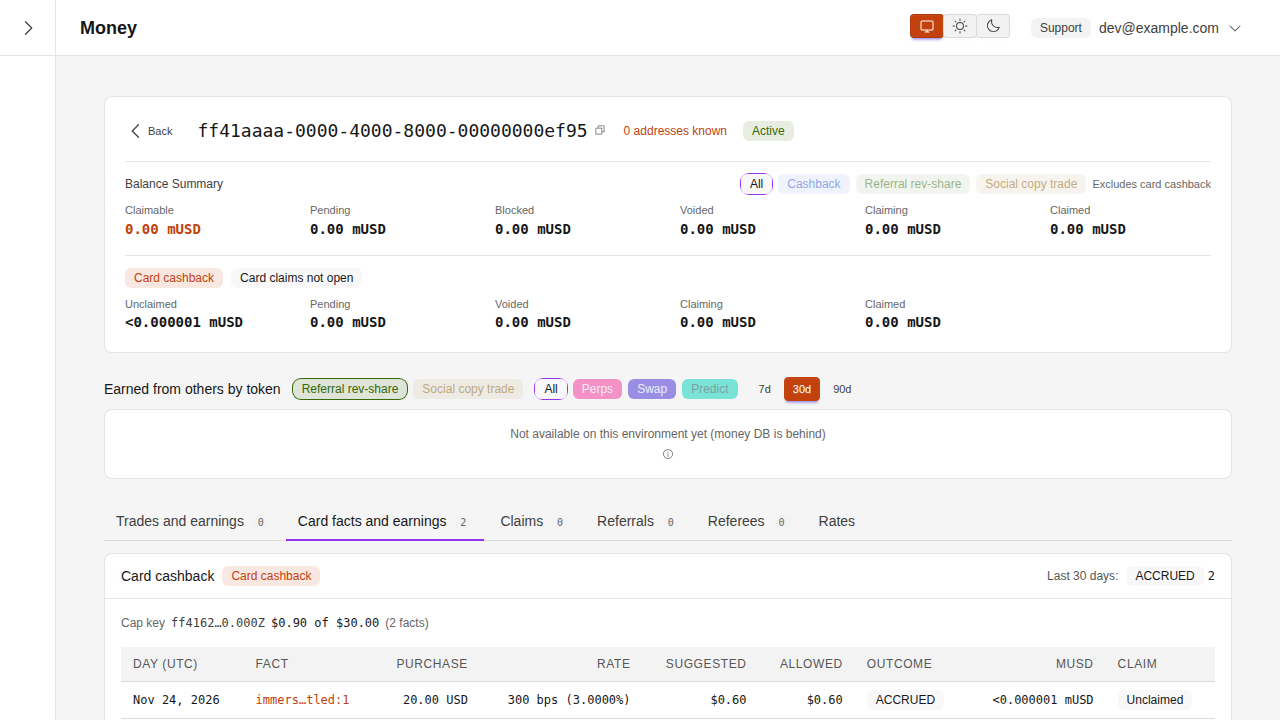 Money
Support dev@example.com
Back ff41aaaa-0000-4000-8000-00000000ef95 0 addresses known Active
Balance Summary All Cashback Referral rev-share Social copy trade Excludes card cashback
Claimable Pending Blocked Voided Claiming Claimed
0.00 mUSD 0.00 mUSD 0.00 mUSD 0.00 mUSD 0.00 mUSD 0.00 mUSD
Card cashback Card claims not open
Unclaimed Pending Voided Claiming Claimed
<0.000001 mUSD 0.00 mUSD 0.00 mUSD 0.00 mUSD 0.00 mUSD
Earned from others by token Referral rev-share Social copy trade All Perps Swap Predict 7d 30d 90d
Not available on this environment yet (money DB is behind)
Trades and earnings 0 Card facts and earnings 2 Claims 0 Referrals 0 Referees 0 Rates
Card cashback Card cashback Last 30 days: ACCRUED 2
Cap key ff4162…0.000Z $0.90 of $30.00 (2 facts)
DAY (UTC) FACT PURCHASE RATE SUGGESTED ALLOWED OUTCOME MUSD CLAIM
Nov 24, 2026 immers…tled:1 20.00 USD 300 bps (3.0000%) $0.60 $0.60 ACCRUED <0.000001 mUSD Unclaimed